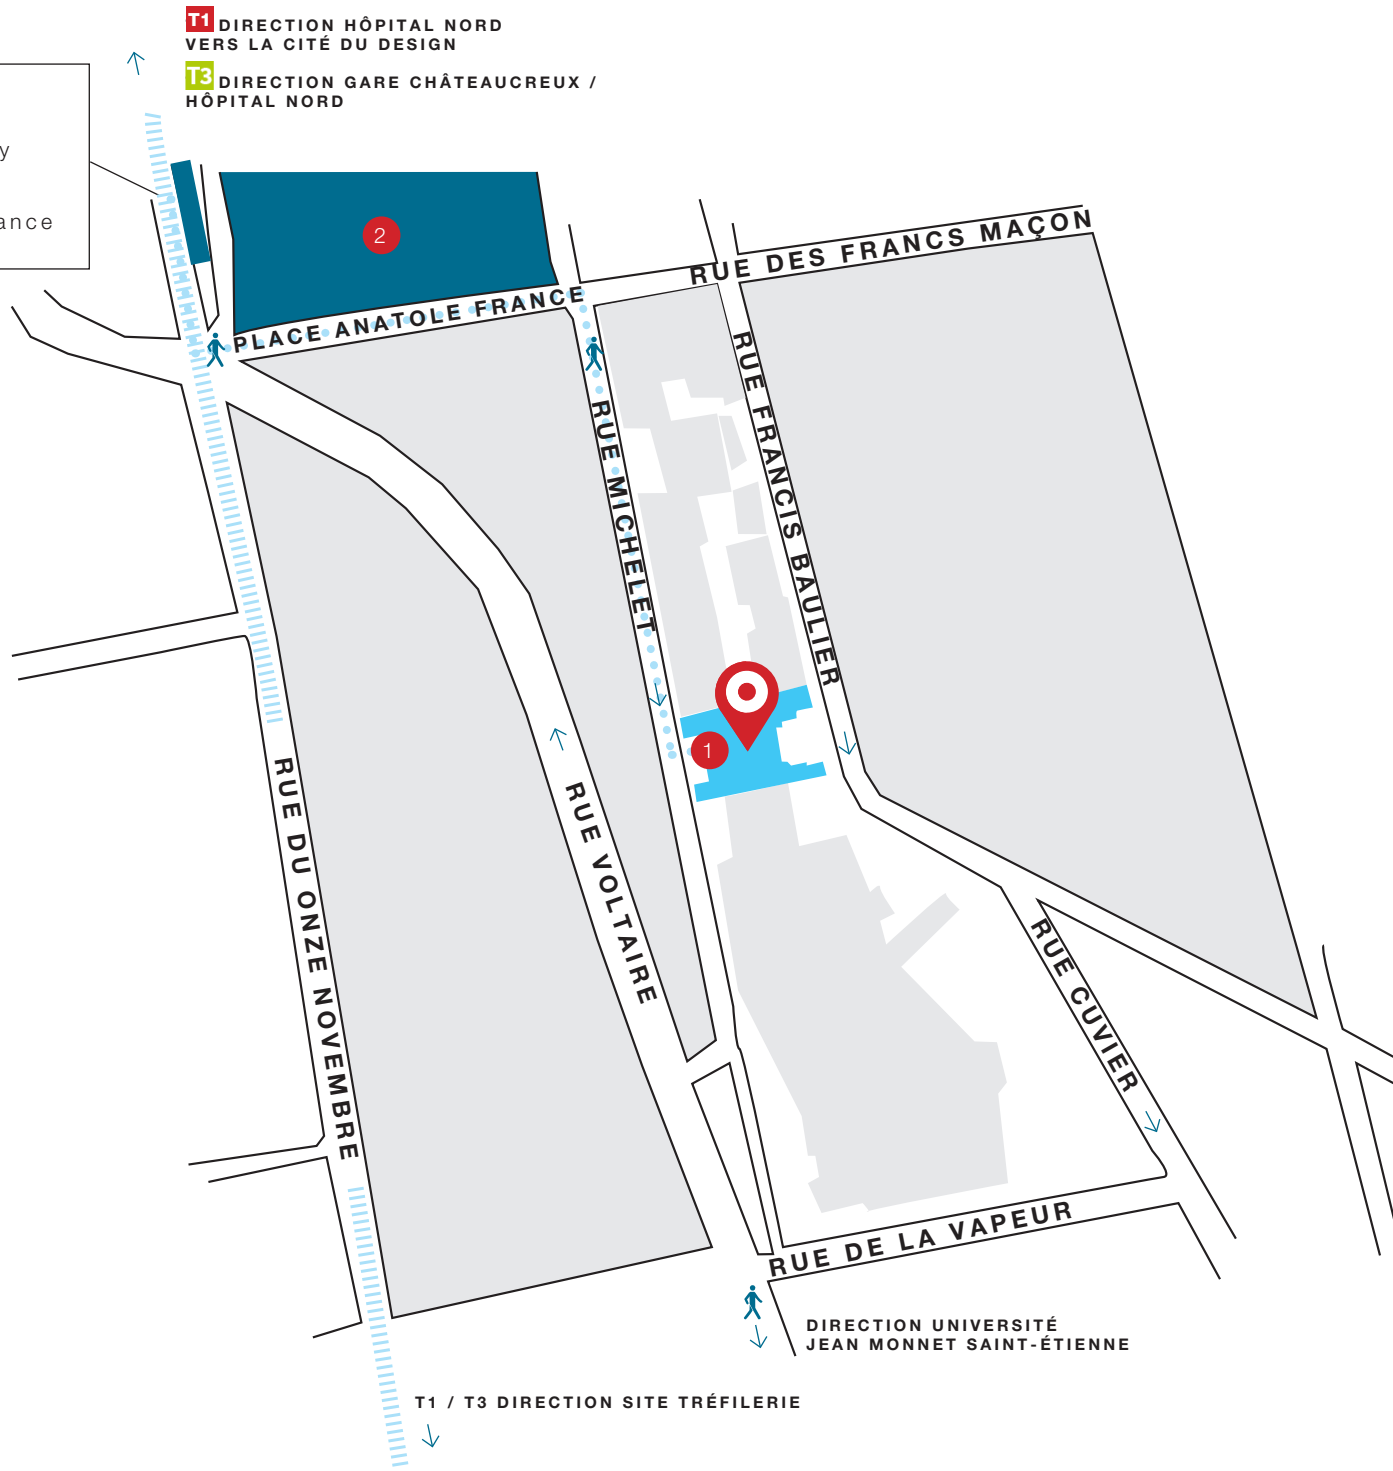 T1 DIRECTION HÔPITAL NORD
VERS LA CITÉ DU DESIGN
T3 DIRECTION GARE CHÂTEAUCREUX /
HÔPITAL NORD
2
PLACE ANATOLE FRANCE
RUE DES FRANCS MAÇON
RUE MICHELET
RUE FRANCIS BAULIER
1
RUE VOLTAIRE
RUE DU ONZE NOVEMBRE
RUE CUVIER
RUE DE LA VAPEUR
DIRECTION UNIVERSITÉ
JEAN MONNET SAINT-ÉTIENNE
T1 / T3 DIRECTION SITE TRÉFILERIE